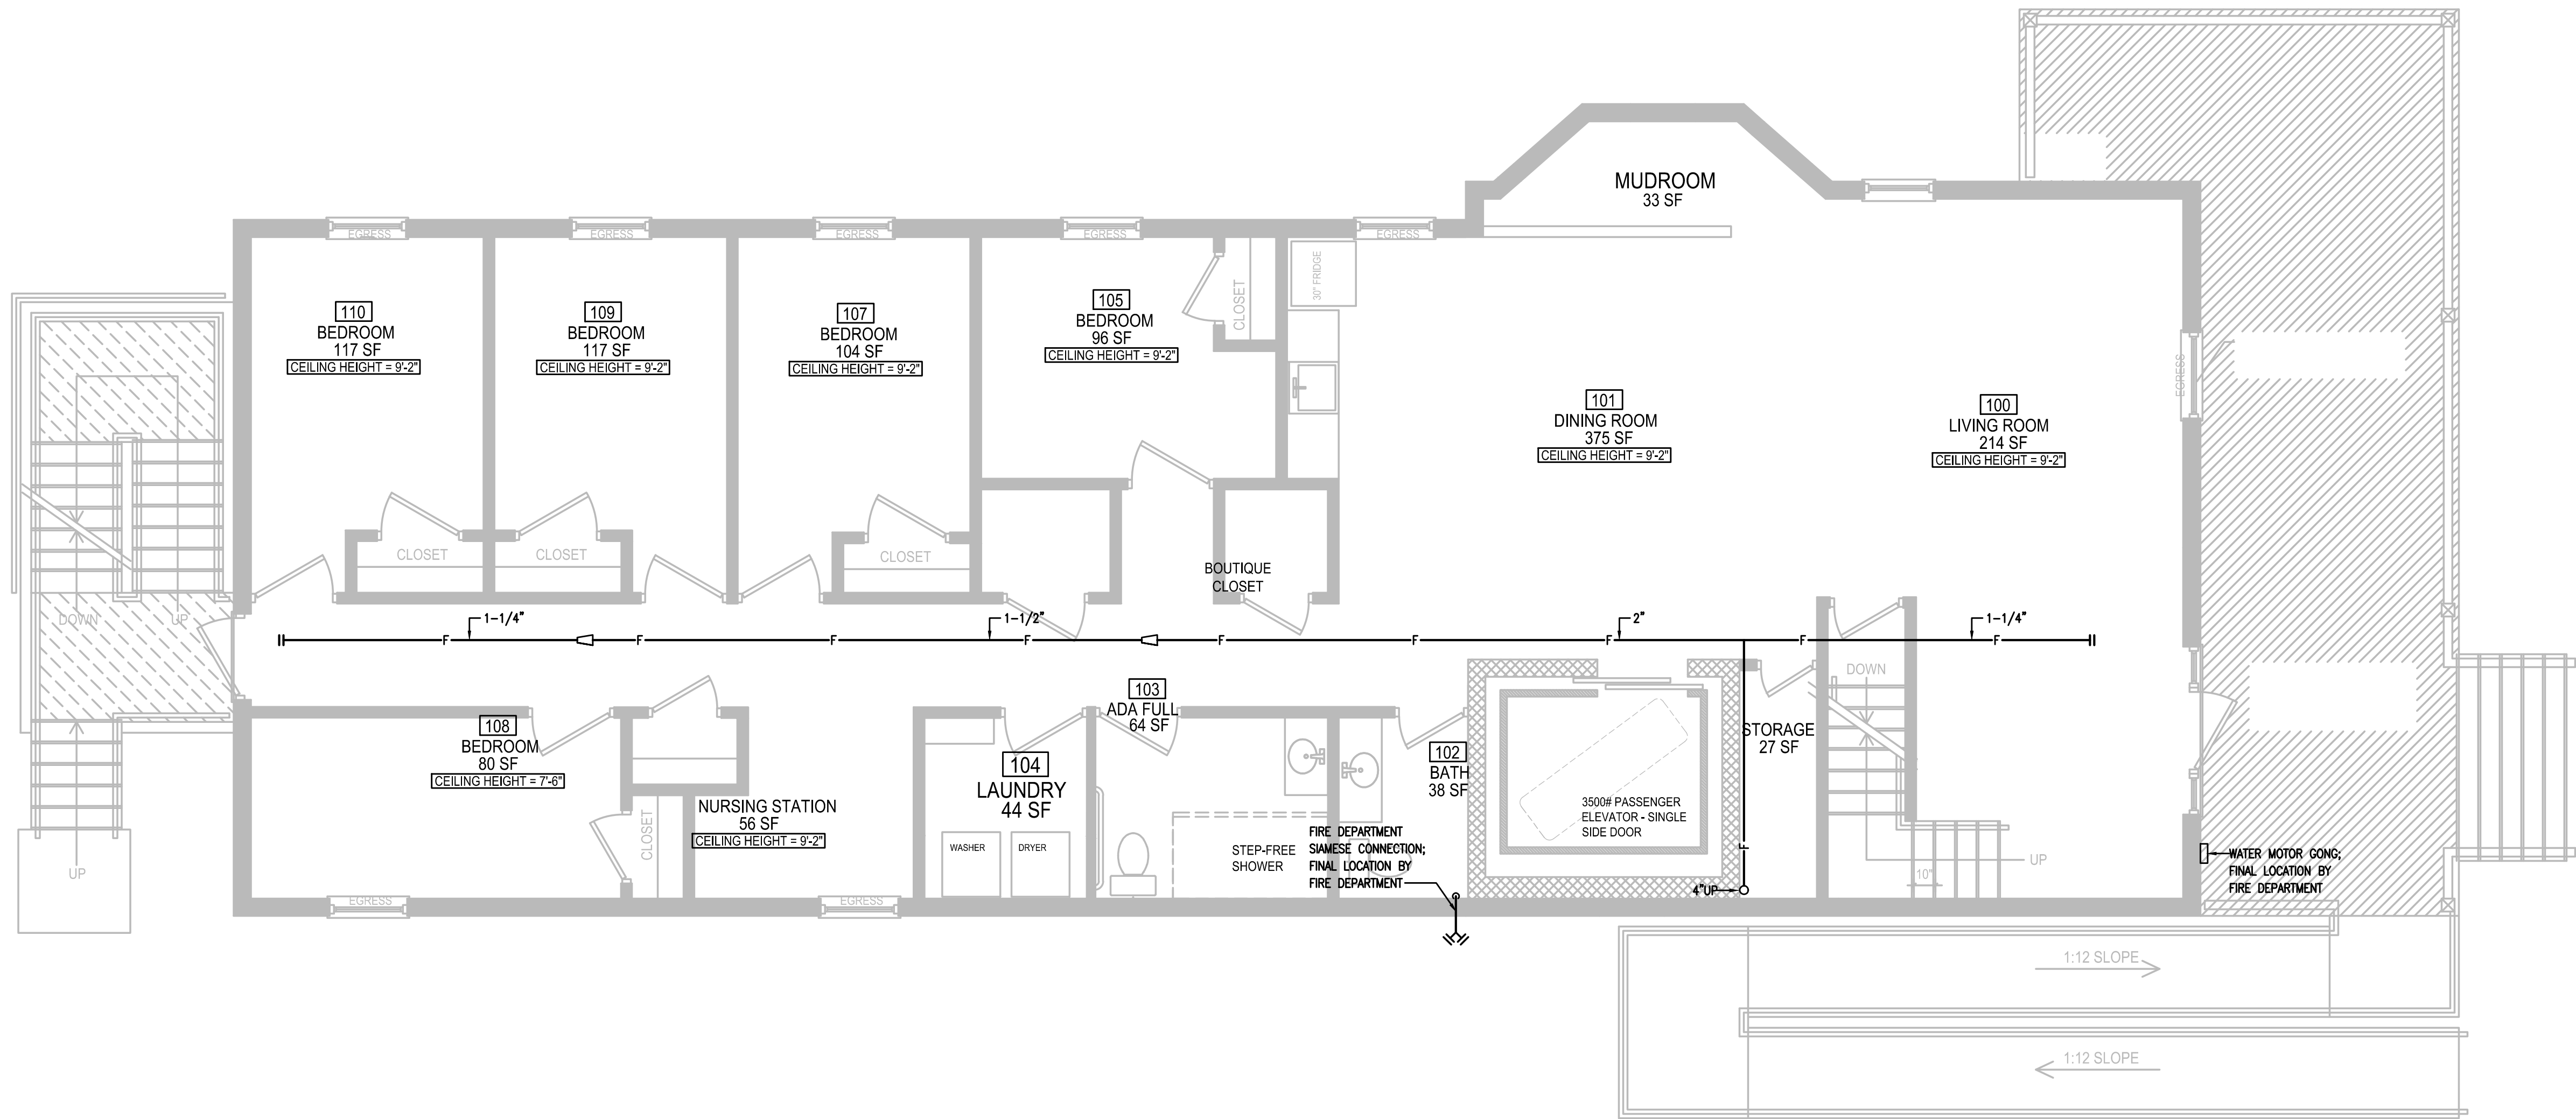 MUDROOM
33 SF
EGRESS
EGRESS
EGRESS
EGRESS
EGRESS
110
BEDROOM
117 SF
CEILING HEIGHT = 9'-2"
109
BEDROOM
117 SF
CEILING HEIGHT = 9'-2"
107
BEDROOM
104 SF
CEILING HEIGHT = 9'-2"
105
BEDROOM
96 SF
CEILING HEIGHT = 9'-2"
CLOSET
30" FRIDGE
101
DINING ROOM
375 SF
CEILING HEIGHT = 9'-2"
100
LIVING ROOM
214 SF
CEILING HEIGHT = 9'-2"
EGRESS
CLOSET
CLOSET
CLOSET
BOUTIQUE
CLOSET
DOWN
UP
1-1/4"
1-1/2"
2"
1-1/4"
F
F
F
F
F
F
F
F
F
DOWN
108
BEDROOM
80 SF
CEILING HEIGHT = 7'-6"
CLOSET
NURSING STATION
56 SF
CEILING HEIGHT = 9'-2"
104
LAUNDRY
44 SF
WASHER
DRYER
103
ADA FULL
64 SF
STEP-FREE
SHOWER
102
BATH
38 SF
FIRE DEPARTMENT
SIAMESE CONNECTION;
FINAL LOCATION BY
FIRE DEPARTMENT
3500# PASSENGER
ELEVATOR - SINGLE
SIDE DOOR
STORAGE
27 SF
F
4"UP
UP
10"
WATER MOTOR GONG;
FINAL LOCATION BY
FIRE DEPARTMENT
UP
EGRESS
EGRESS
1:12 SLOPE
1:12 SLOPE